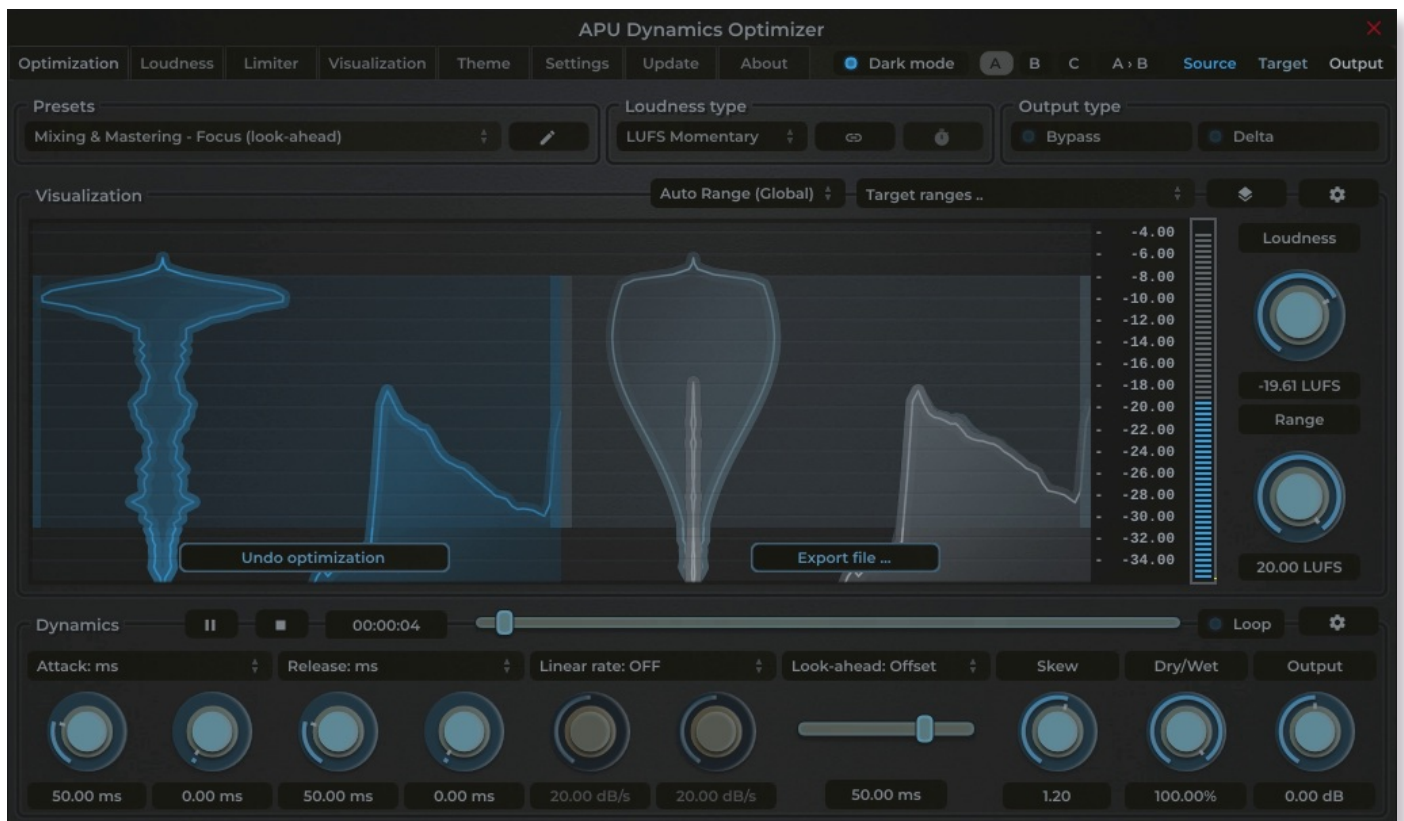 APU Dynamics Optimizer
Optimization Loudness Limiter Visualization Theme Settings Update About Dark mode A B C A › B Source Target Output
Presets Loudness type Output type
Mixing & Mastering - Focus (look-ahead) LUFS Momentary Bypass Delta
Visualization Auto Range (Global) Target ranges ..
- -4.00
Loudness
- -6.00
- -8.00
- -10.00
- -12.00
- -14.00
- -16.00
- -18.00 -19.61 LUFS
- -20.00
Range
- -22.00
- -24.00
- -26.00
- -28.00
- -30.00
- -32.00
Undo optimization Export file ... - -34.00
20.00 LUFS
Dynamics 00:00:04 Loop
Attack: ms Release: ms Linear rate: OFF Look-ahead: Offset Skew Dry/Wet Output
50.00 ms 0.00 ms 50.00 ms 0.00 ms 20.00 dB/s 20.00 dB/s 50.00 ms 1.20 100.00% 0.00 dB